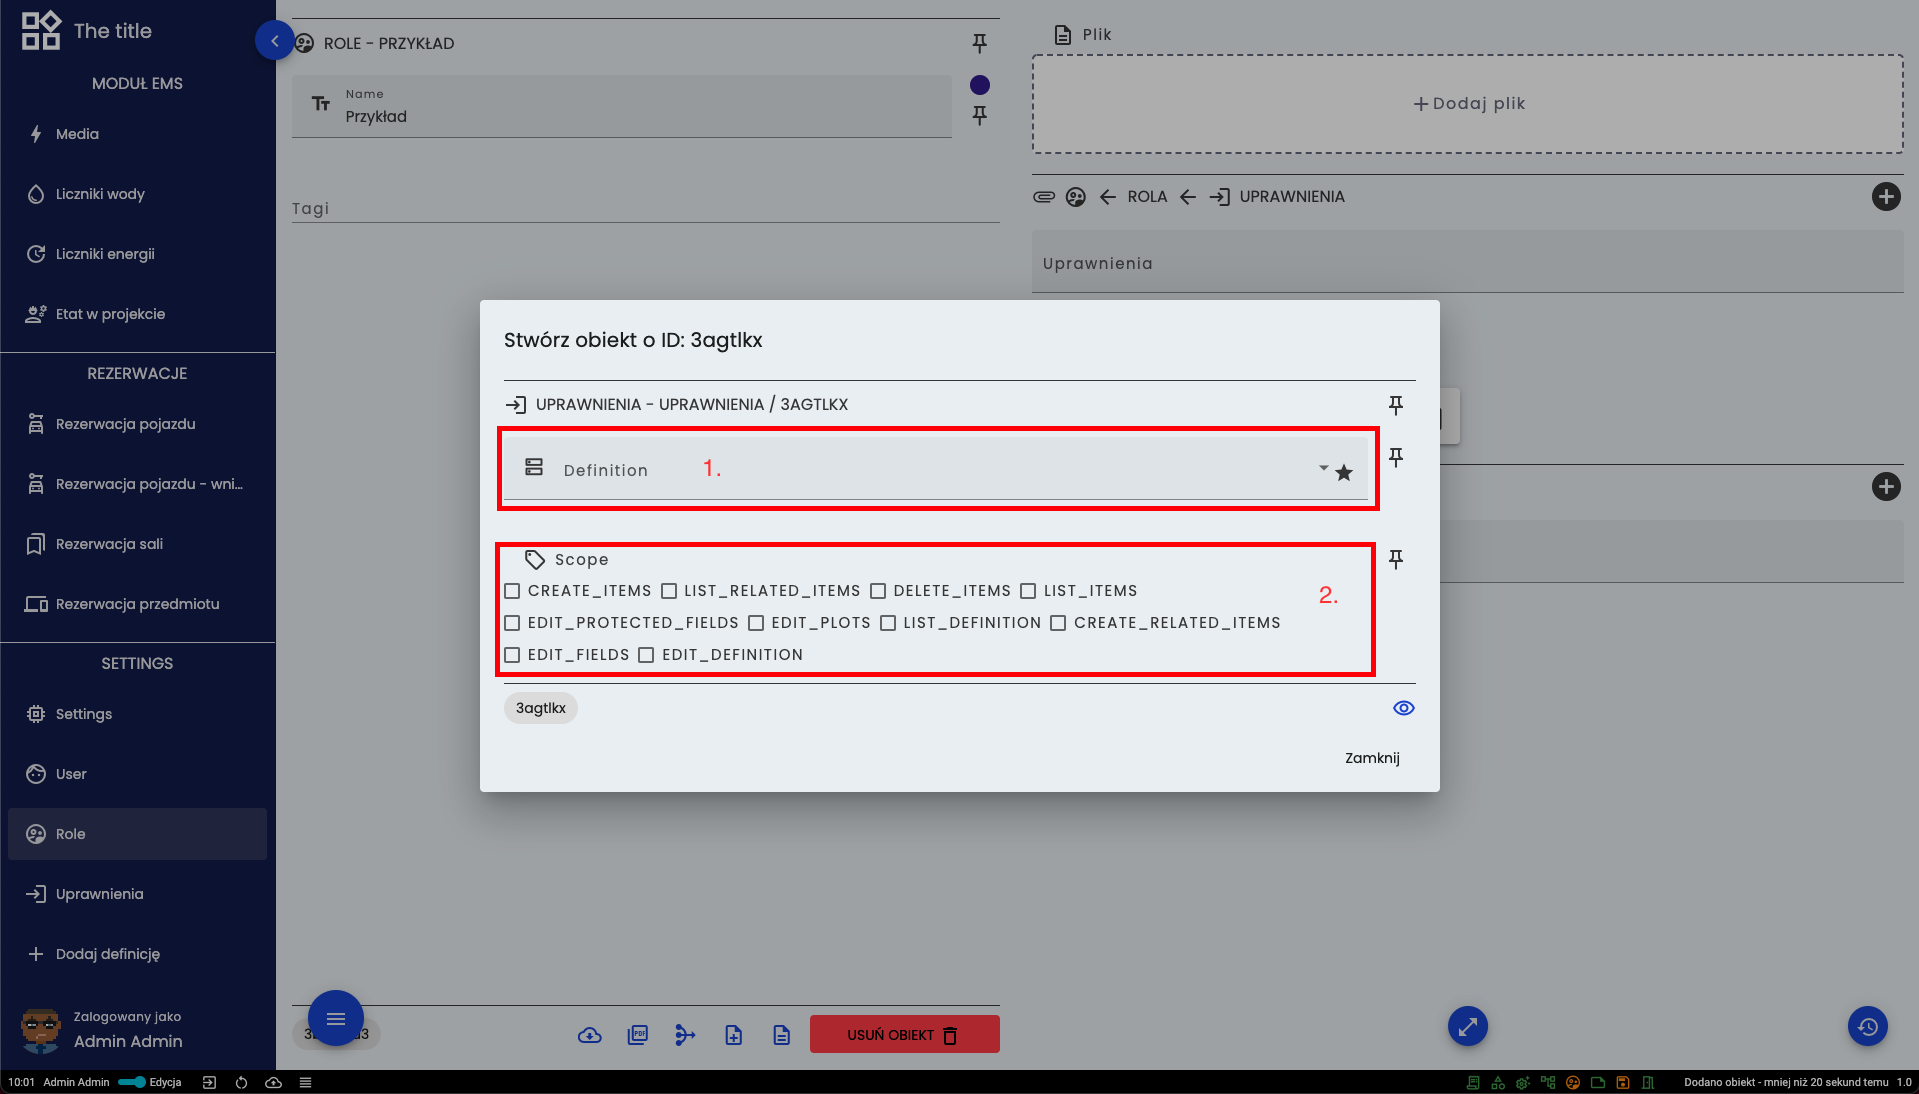 The title
MODUŁ EMS
Media
Liczniki wody
Liczniki energii
Etat w projekcie
REZERWACJE
Rezerwacja pojazdu
Rezerwacja pojazdu - wni...
Rezerwacja sali
Rezerwacja przedmiotu
SETTINGS
Settings
User
Role
Uprawnienia
Dodaj definicję
Zalogowany jako
Admin Admin
ROLE - PRZYKŁAD
Name
Przykład
Tagi
Plik
Dodaj plik
ROLA UPRAWNIENIA
Uprawnienia
Stwórz obiekt o ID: 3agtlkx
UPRAWNIENIA - UPRAWNIENIA / 3AGTLKX
Definition 1.
Scope
CREATE_ITEMS LIST_RELATED_ITEMS DELETE_ITEMS LIST_ITEMS 2.
EDIT_PROTECTED_FIELDS EDIT_PLOTS LIST_DEFINITION CREATE_RELATED_ITEMS
EDIT_FIELDS EDIT_DEFINITION
3agtlkx
Zamknij
PDF
USUŃ OBIEKT
10:01 Admin Admin Edycja
Dodano obiekt - mniej niż 20 sekund temu 1.0